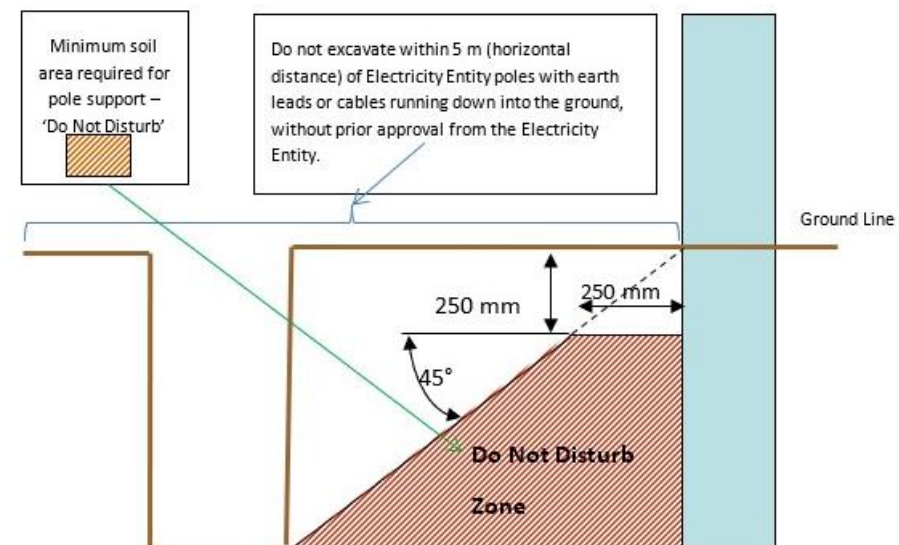 Minimum soil
area required for
pole support –
‘Do Not Disturb’
Do not excavate within 5 m (horizontal
distance) of Electricity Entity poles with earth
leads or cables running down into the ground,
without prior approval from the Electricity
Entity.
Ground Line
250 mm
250 mm
45°
Do Not Disturb
Zone